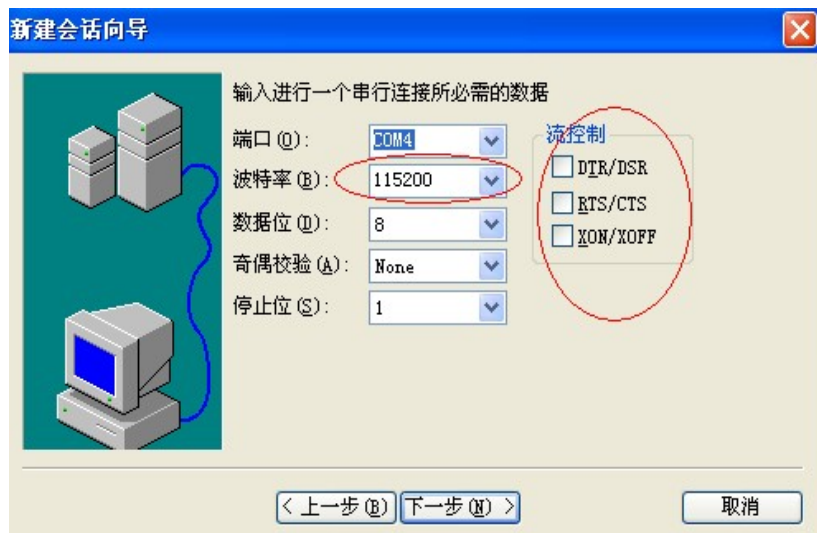 新建会话向导
输入进行一个串行连接所必需的数据
端口(O): COM4
波特率(B): 115200
数据位(D): 8
奇偶校验(A): None
停止位(S): 1
流控制
DTR/DSR
RTS/CTS
XON/XOFF
< 上一步(B) 下一步(N) > 取消